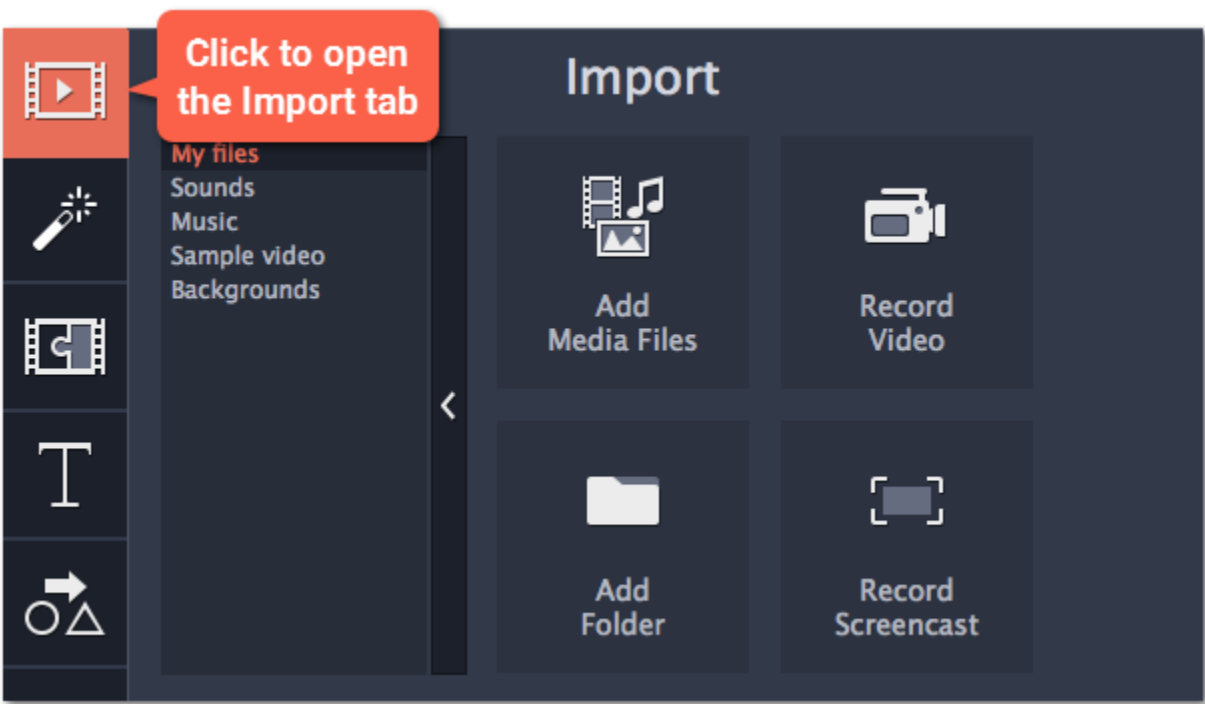 Click to open
the Import tab
Import
My files
Sounds
Music
Sample video
Backgrounds
Add
Media Files
Record
Video
Add
Folder
Record
Screencast